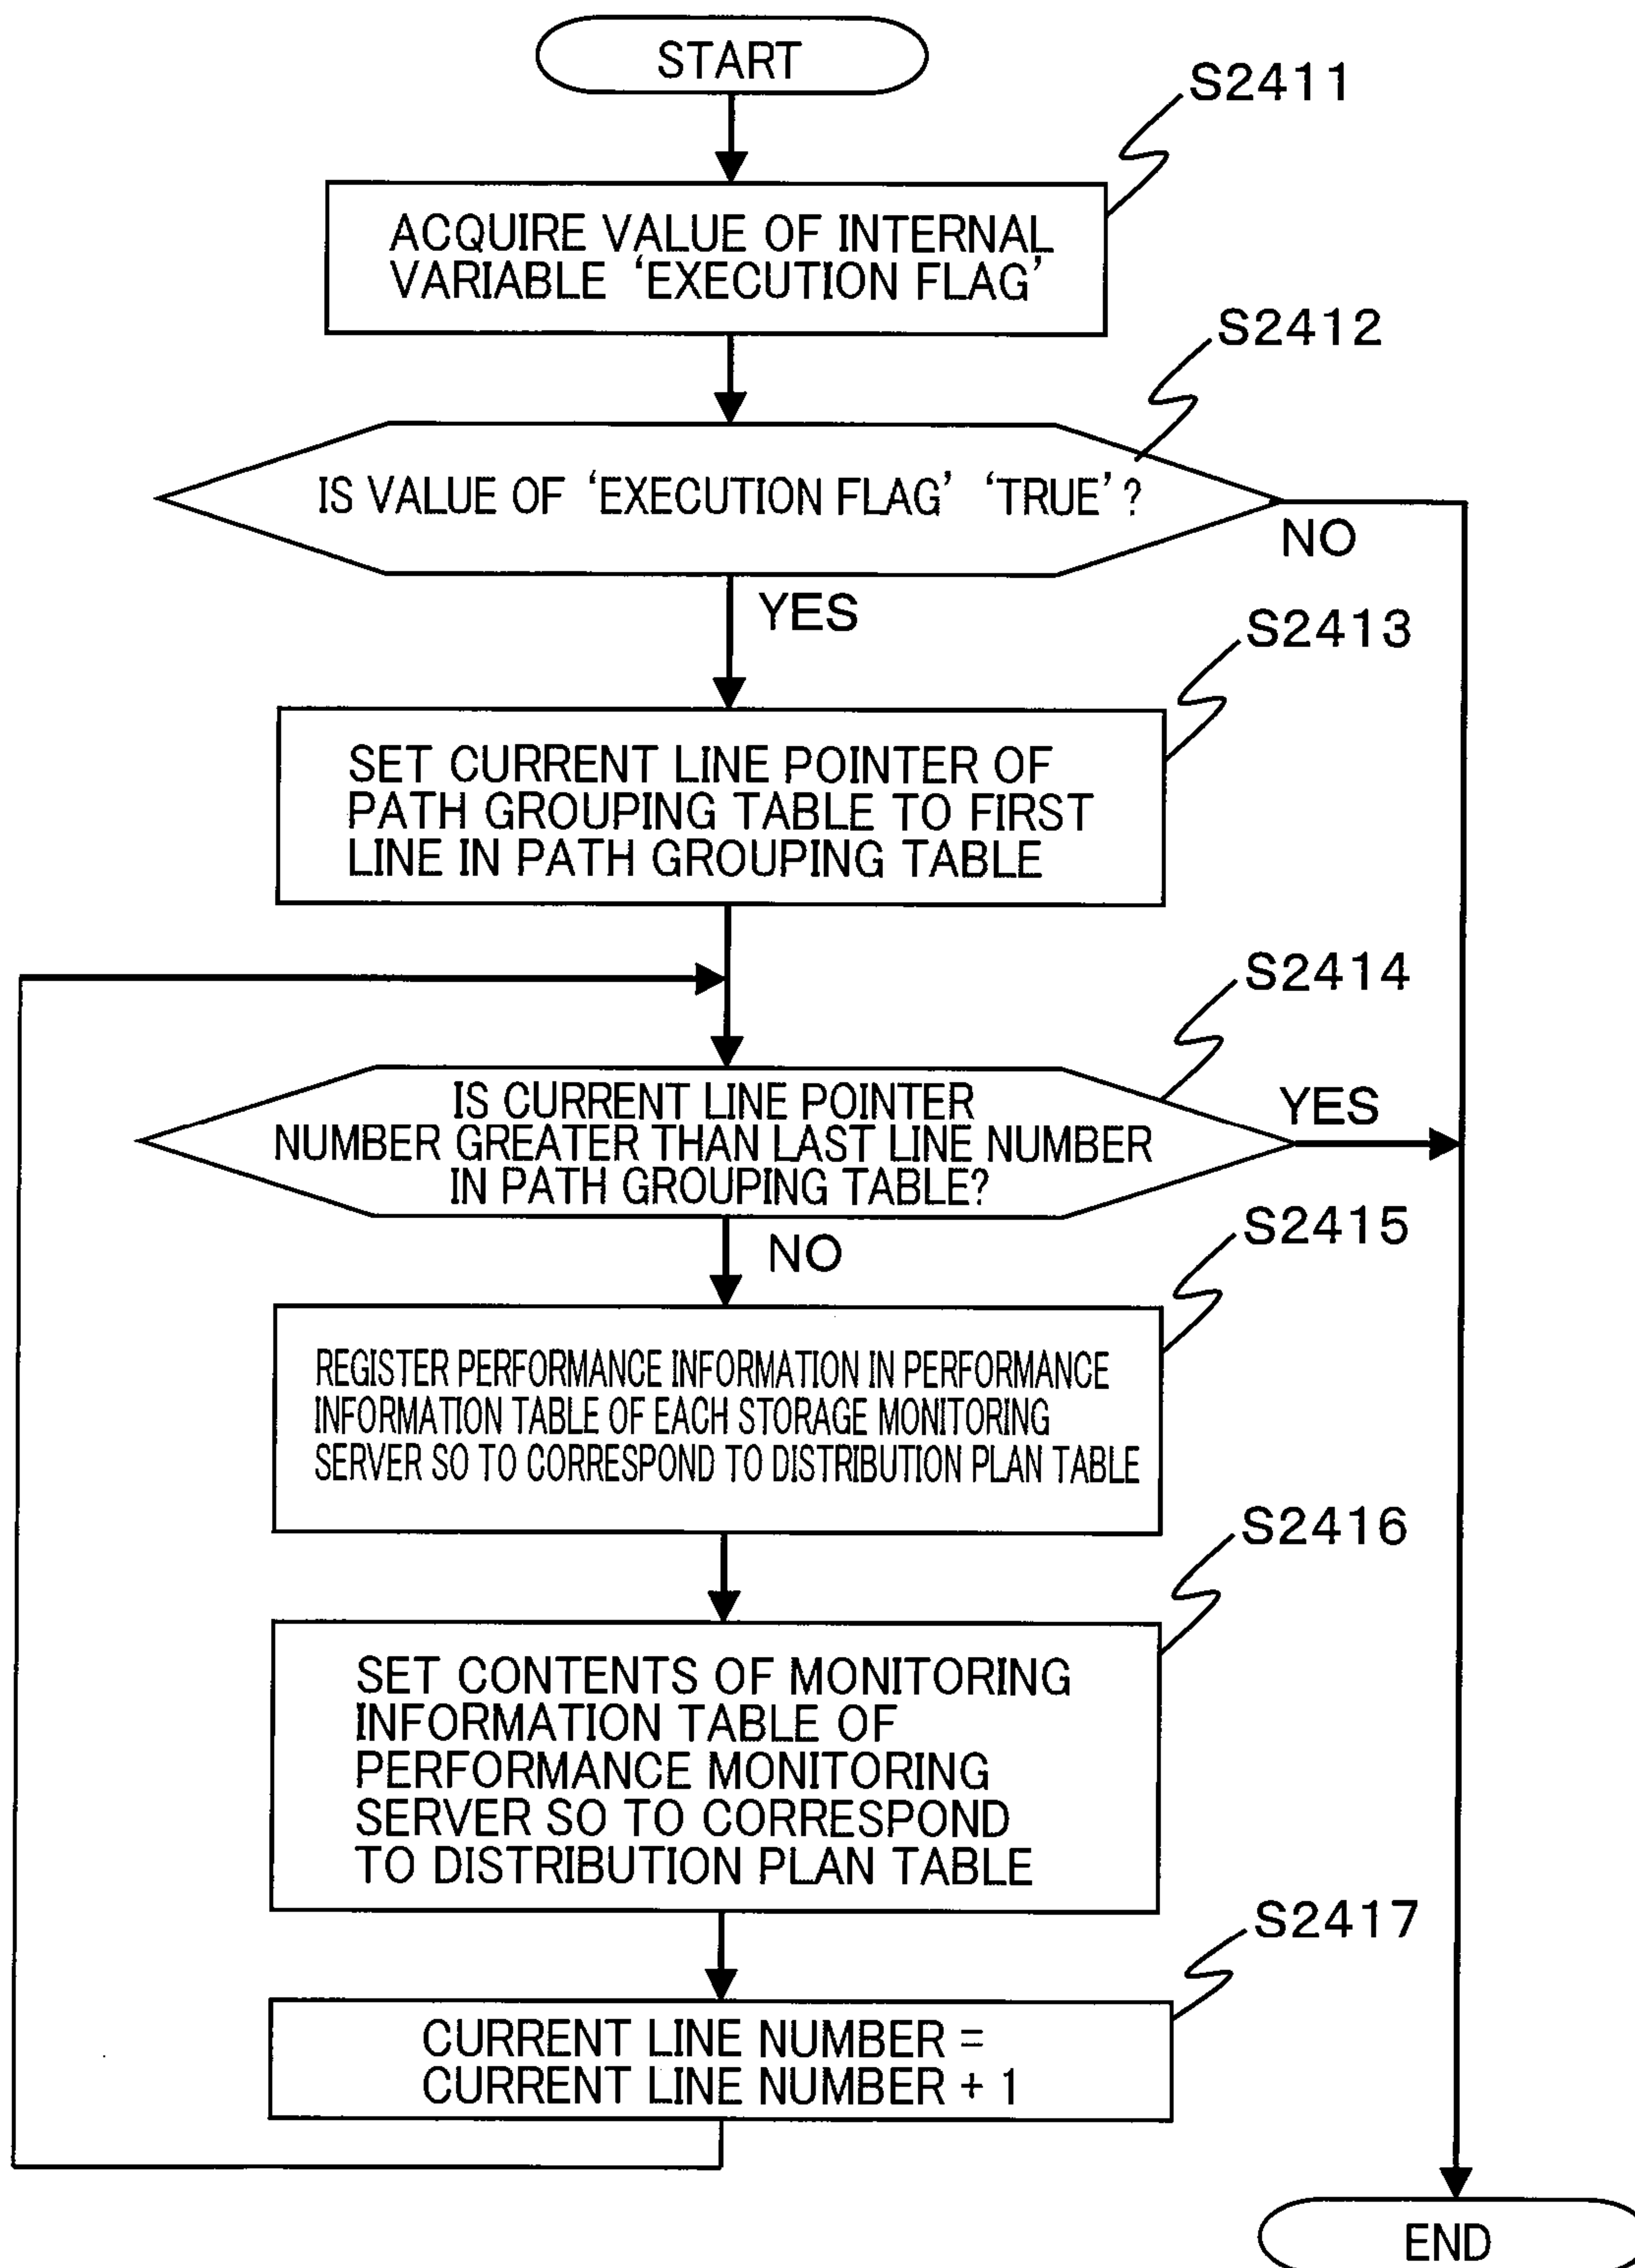 START
S2411
ACQUIRE VALUE OF INTERNAL
VARIABLE ‘EXECUTION FLAG’
S2412
IS VALUE OF ‘EXECUTION FLAG’ ‘TRUE’?
NO
YES
S2413
SET CURRENT LINE POINTER OF
PATH GROUPING TABLE TO FIRST
LINE IN PATH GROUPING TABLE
S2414
IS CURRENT LINE POINTER
NUMBER GREATER THAN LAST LINE NUMBER
IN PATH GROUPING TABLE?
YES
NO
S2415
REGISTER PERFORMANCE INFORMATION IN PERFORMANCE
INFORMATION TABLE OF EACH STORAGE MONITORING
SERVER SO TO CORRESPOND TO DISTRIBUTION PLAN TABLE
S2416
SET CONTENTS OF MONITORING
INFORMATION TABLE OF
PERFORMANCE MONITORING
SERVER SO TO CORRESPOND
TO DISTRIBUTION PLAN TABLE
S2417
CURRENT LINE NUMBER =
CURRENT LINE NUMBER + 1
END